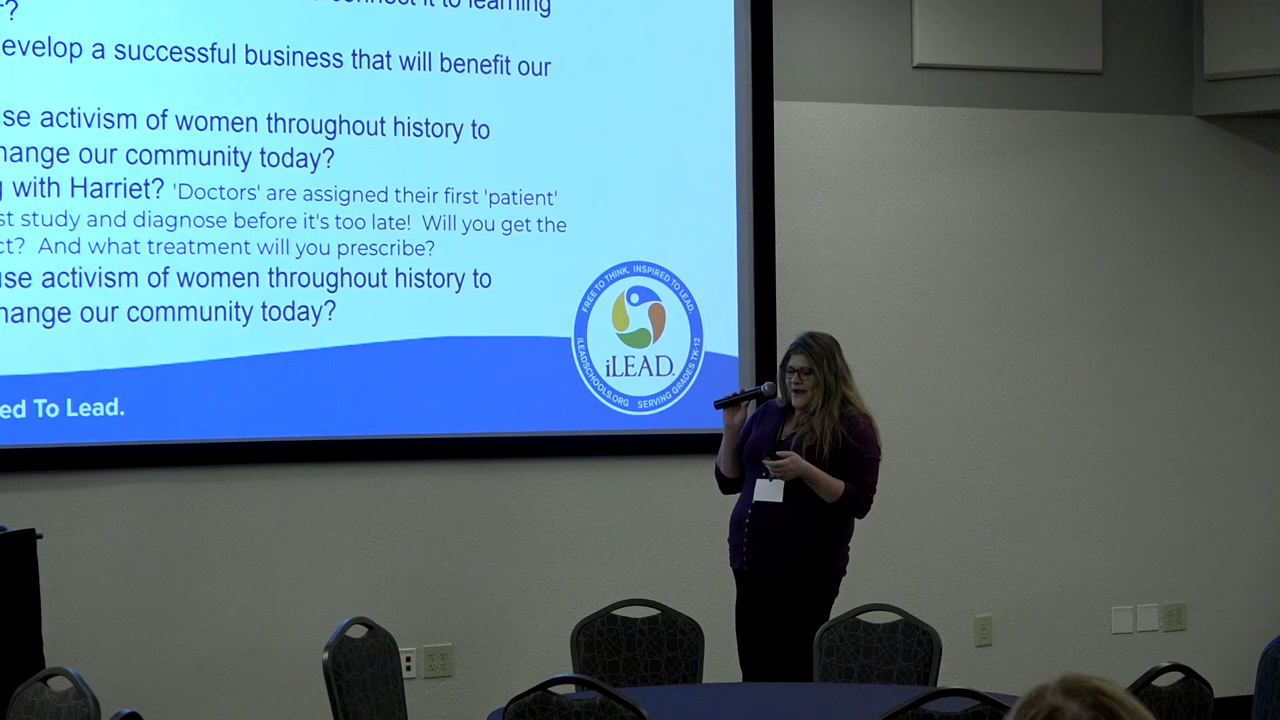 connect it to learning
r?
evelop a successful business that will benefit our
se activism of women throughout history to
hange our community today?
g with Harriet? 'Doctors' are assigned their first 'patient'
st study and diagnose before it's too late! Will you get the
ct? And what treatment will you prescribe?
use activism of women throughout history to
hange our community today?
FREE TO THINK. INSPIRED TO LEAD.
iLEAD.
ILEADSCHOOLS.ORG SERVING GRADES TK-12
ed To Lead.